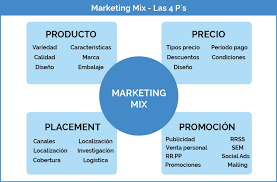 Marketing Mix - Las 4 P's
PRODUCTO
Variedad Características
Calidad Marca
Diseño Embalaje
PRECIO
Tipos precio Periodo pago
Descuentos Condiciones
Diseño
MARKETING
MIX
PLACEMENT
Canales Localización
Localización Investigación
Cobertura Logística
PROMOCIÓN
Publicidad RRSS
Venta personal SEM
RR.PP Social Ads
Promociones Mailing